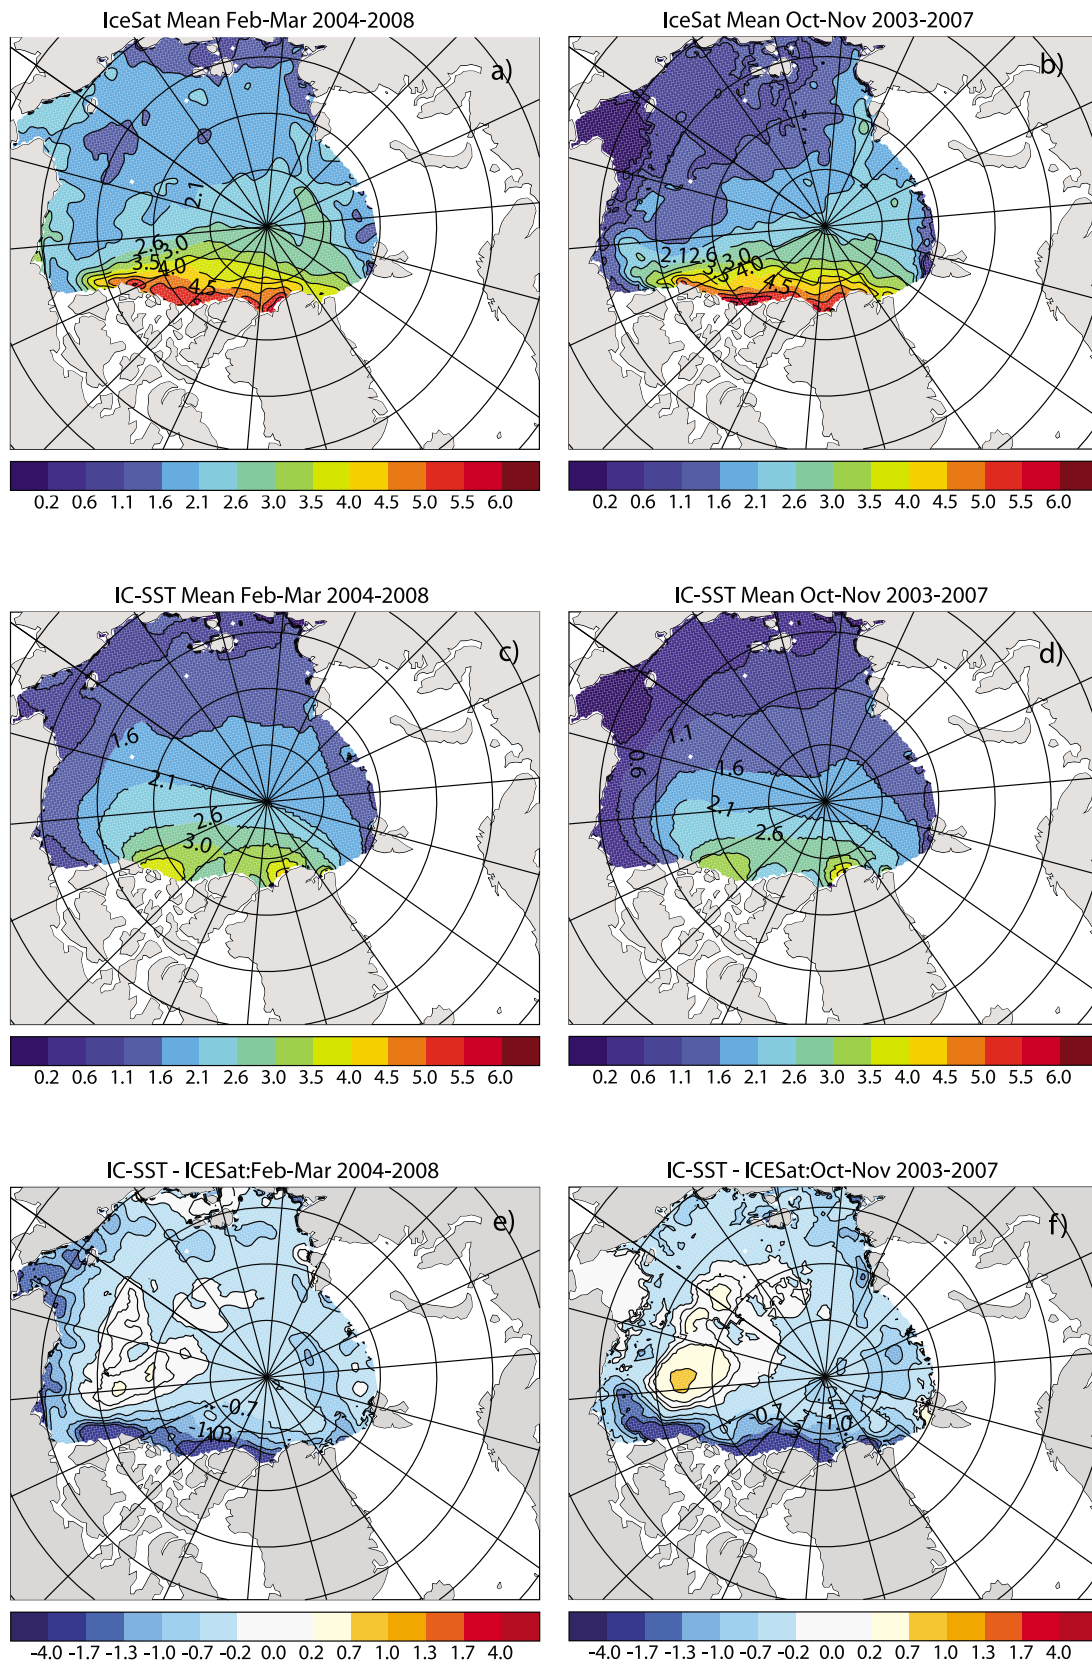 IceSat Mean Feb-Mar 2004-2008
IceSat Mean Oct-Nov 2003-2007
a)
2.1
2.6
3.0
3.5
4.0
4.5
b)
2.1
2.6
3.0
3.5
4.0
4.5
0.2 0.6 1.1 1.6 2.1 2.6 3.0 3.5 4.0 4.5 5.0 5.5 6.0
0.2 0.6 1.1 1.6 2.1 2.6 3.0 3.5 4.0 4.5 5.0 5.5 6.0
IC-SST Mean Feb-Mar 2004-2008
IC-SST Mean Oct-Nov 2003-2007
c)
1.6
2.1
2.6
3.0
d)
1.1
0.6
1.6
2.1
2.6
0.2 0.6 1.1 1.6 2.1 2.6 3.0 3.5 4.0 4.5 5.0 5.5 6.0
0.2 0.6 1.1 1.6 2.1 2.6 3.0 3.5 4.0 4.5 5.0 5.5 6.0
IC-SST - ICESat:Feb-Mar 2004-2008
IC-SST - ICESat:Oct-Nov 2003-2007
e)
-0.7
f)
-0.7
-1.0
-4.0 -1.7 -1.3 -1.0 -0.7 -0.2 0.0 0.2 0.7 1.0 1.3 1.7 4.0
-4.0 -1.7 -1.3 -1.0 -0.7 -0.2 0.0 0.2 0.7 1.0 1.3 1.7 4.0